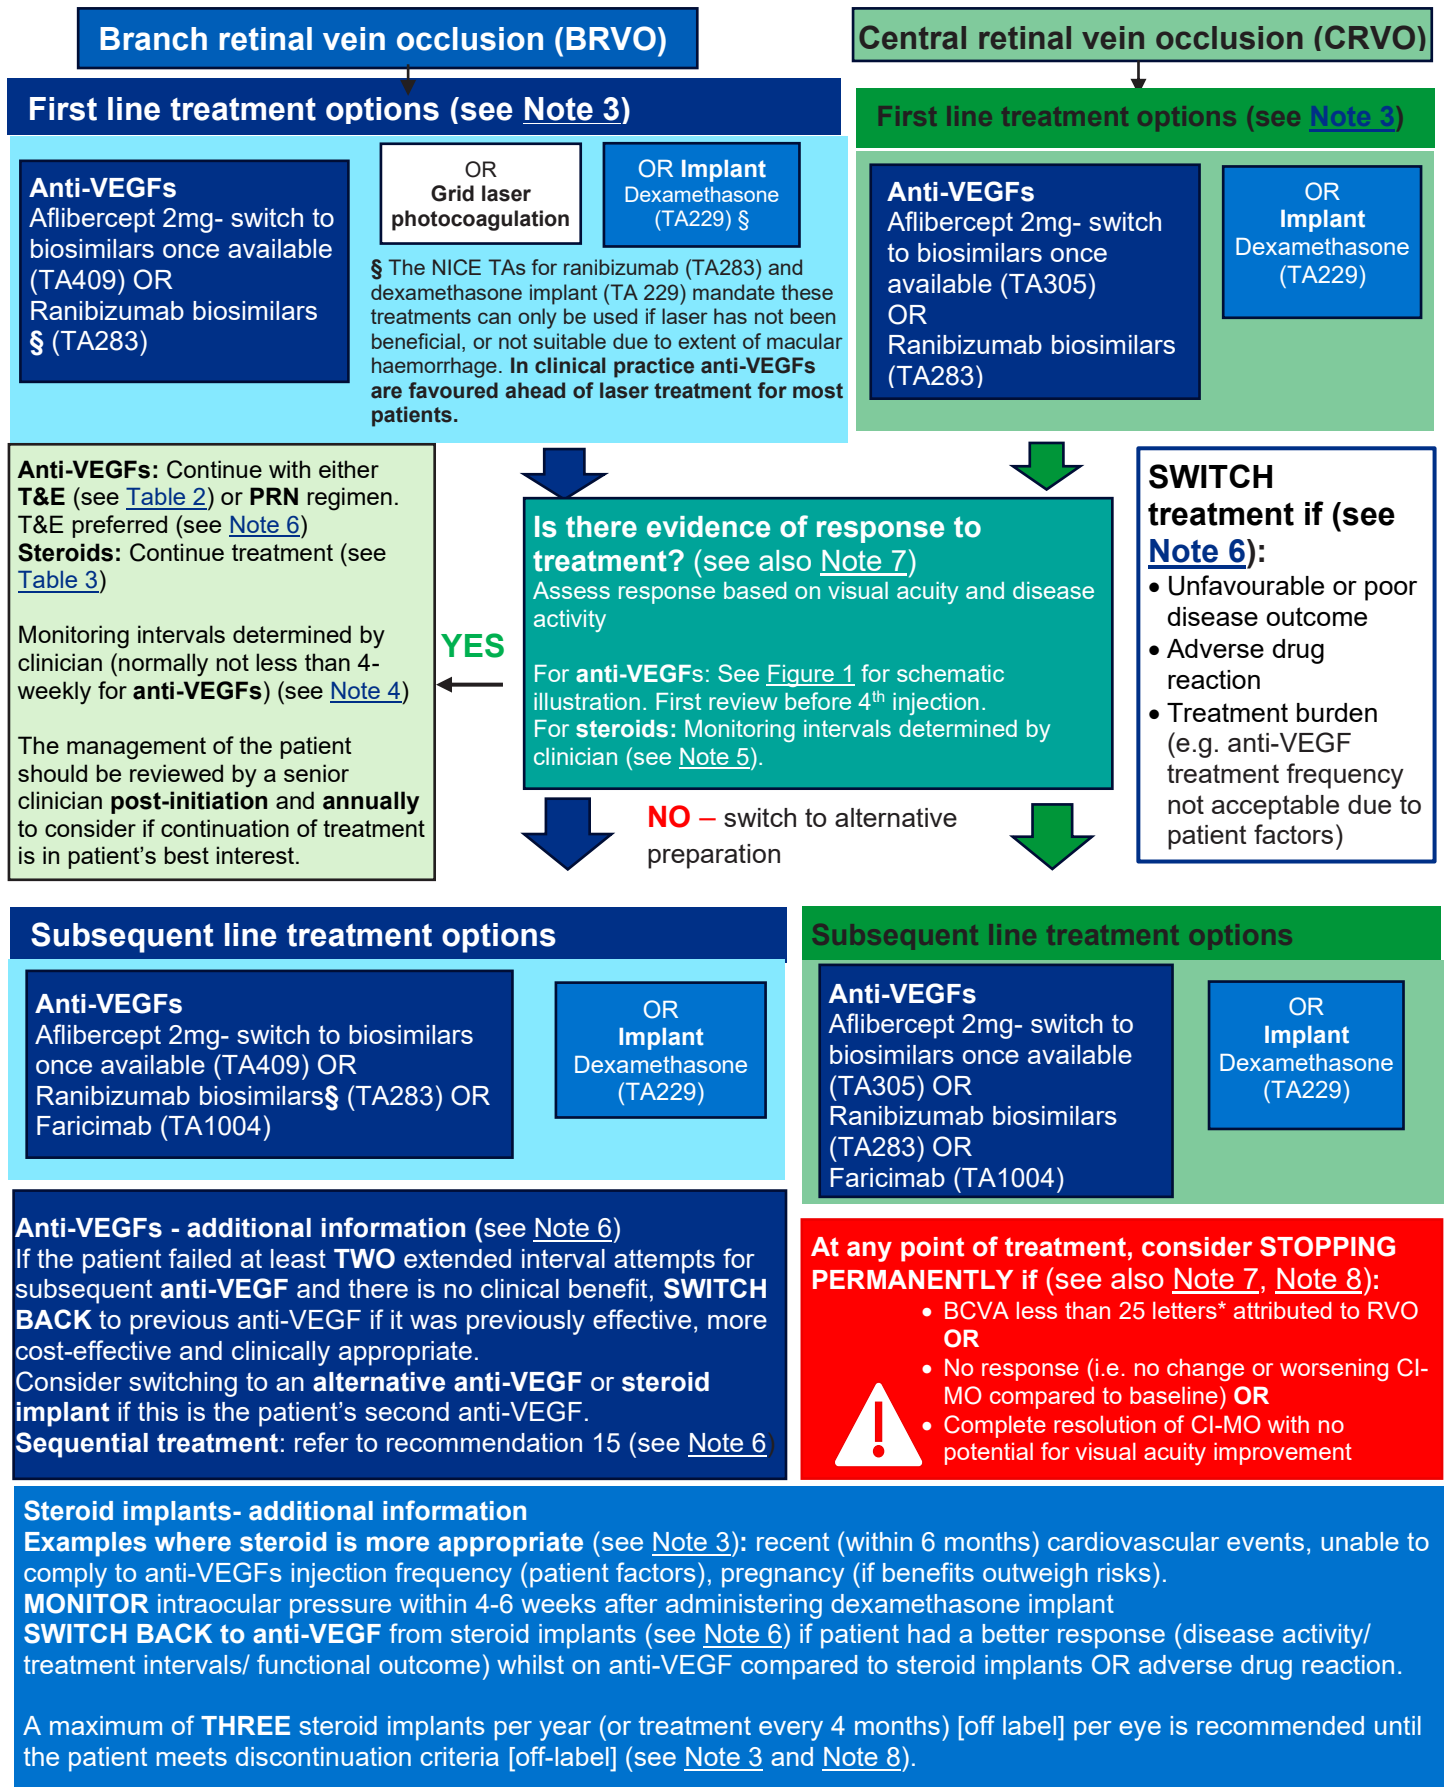 Branch retinal vein occlusion (BRVO)
Central retinal vein occlusion (CRVO)
First line treatment options (see Note 3)
Anti-VEGFs
Aflibercept 2mg- switch to
biosimilars once available
(TA409) OR
Ranibizumab biosimilars
§ (TA283)
OR
Grid laser
photocoagulation
OR Implant
Dexamethasone
(TA229) §
§ The NICE TAs for ranibizumab (TA283) and
dexamethasone implant (TA 229) mandate these
treatments can only be used if laser has not been
beneficial, or not suitable due to extent of macular
haemorrhage. In clinical practice anti-VEGFs
are favoured ahead of laser treatment for most
patients.
First line treatment options (see Note 3)
Anti-VEGFs
Aflibercept 2mg- switch
to biosimilars once
available (TA305)
OR
Ranibizumab biosimilars
(TA283)
OR
Implant
Dexamethasone
(TA229)
Anti-VEGFs: Continue with either
T&E (see Table 2) or PRN regimen.
T&E preferred (see Note 6)
Steroids: Continue treatment (see
Table 3)
Monitoring intervals determined by
clinician (normally not less than 4-
weekly for anti-VEGFs) (see Note 4)
The management of the patient
should be reviewed by a senior
clinician post-initiation and annually
to consider if continuation of treatment
is in patient's best interest.
YES
Is there evidence of response to
treatment? (see also Note 7)
Assess response based on visual acuity and disease
activity
For anti-VEGFs: See Figure 1 for schematic
illustration. First review before 4th injection.
For steroids: Monitoring intervals determined by
clinician (see Note 5).
NO – switch to alternative
preparation
SWITCH
treatment if (see
Note 6):
• Unfavourable or poor
disease outcome
• Adverse drug
reaction
• Treatment burden
(e.g. anti-VEGF
treatment frequency
not acceptable due to
patient factors)
Subsequent line treatment options
Anti-VEGFs
Aflibercept 2mg- switch to biosimilars
once available (TA409) OR
Ranibizumab biosimilars§ (TA283) OR
Faricimab (TA1004)
OR
Implant
Dexamethasone
(TA229)
Subsequent line treatment options
Anti-VEGFs
Aflibercept 2mg- switch to
biosimilars once available
(TA305) OR
Ranibizumab biosimilars
(TA283) OR
Faricimab (TA1004)
OR
Implant
Dexamethasone
(TA229)
Anti-VEGFs - additional information (see Note 6)
If the patient failed at least TWO extended interval attempts for
subsequent anti-VEGF and there is no clinical benefit, SWITCH
BACK to previous anti-VEGF if it was previously effective, more
cost-effective and clinically appropriate.
Consider switching to an alternative anti-VEGF or steroid
implant if this is the patient's second anti-VEGF.
Sequential treatment: refer to recommendation 15 (see Note 6)
At any point of treatment, consider STOPPING
PERMANENTLY if (see also Note 7, Note 8):
• BCVA less than 25 letters* attributed to RVO
OR
• No response (i.e. no change or worsening CI-
MO compared to baseline) OR
• Complete resolution of CI-MO with no
potential for visual acuity improvement
Steroid implants- additional information
Examples where steroid is more appropriate (see Note 3): recent (within 6 months) cardiovascular events, unable to
comply to anti-VEGFs injection frequency (patient factors), pregnancy (if benefits outweigh risks).
MONITOR intraocular pressure within 4-6 weeks after administering dexamethasone implant
SWITCH BACK to anti-VEGF from steroid implants (see Note 6) if patient had a better response (disease activity/
treatment intervals/ functional outcome) whilst on anti-VEGF compared to steroid implants OR adverse drug reaction.
A maximum of THREE steroid implants per year (or treatment every 4 months) [off label] per eye is recommended until
the patient meets discontinuation criteria [off-label] (see Note 3 and Note 8).